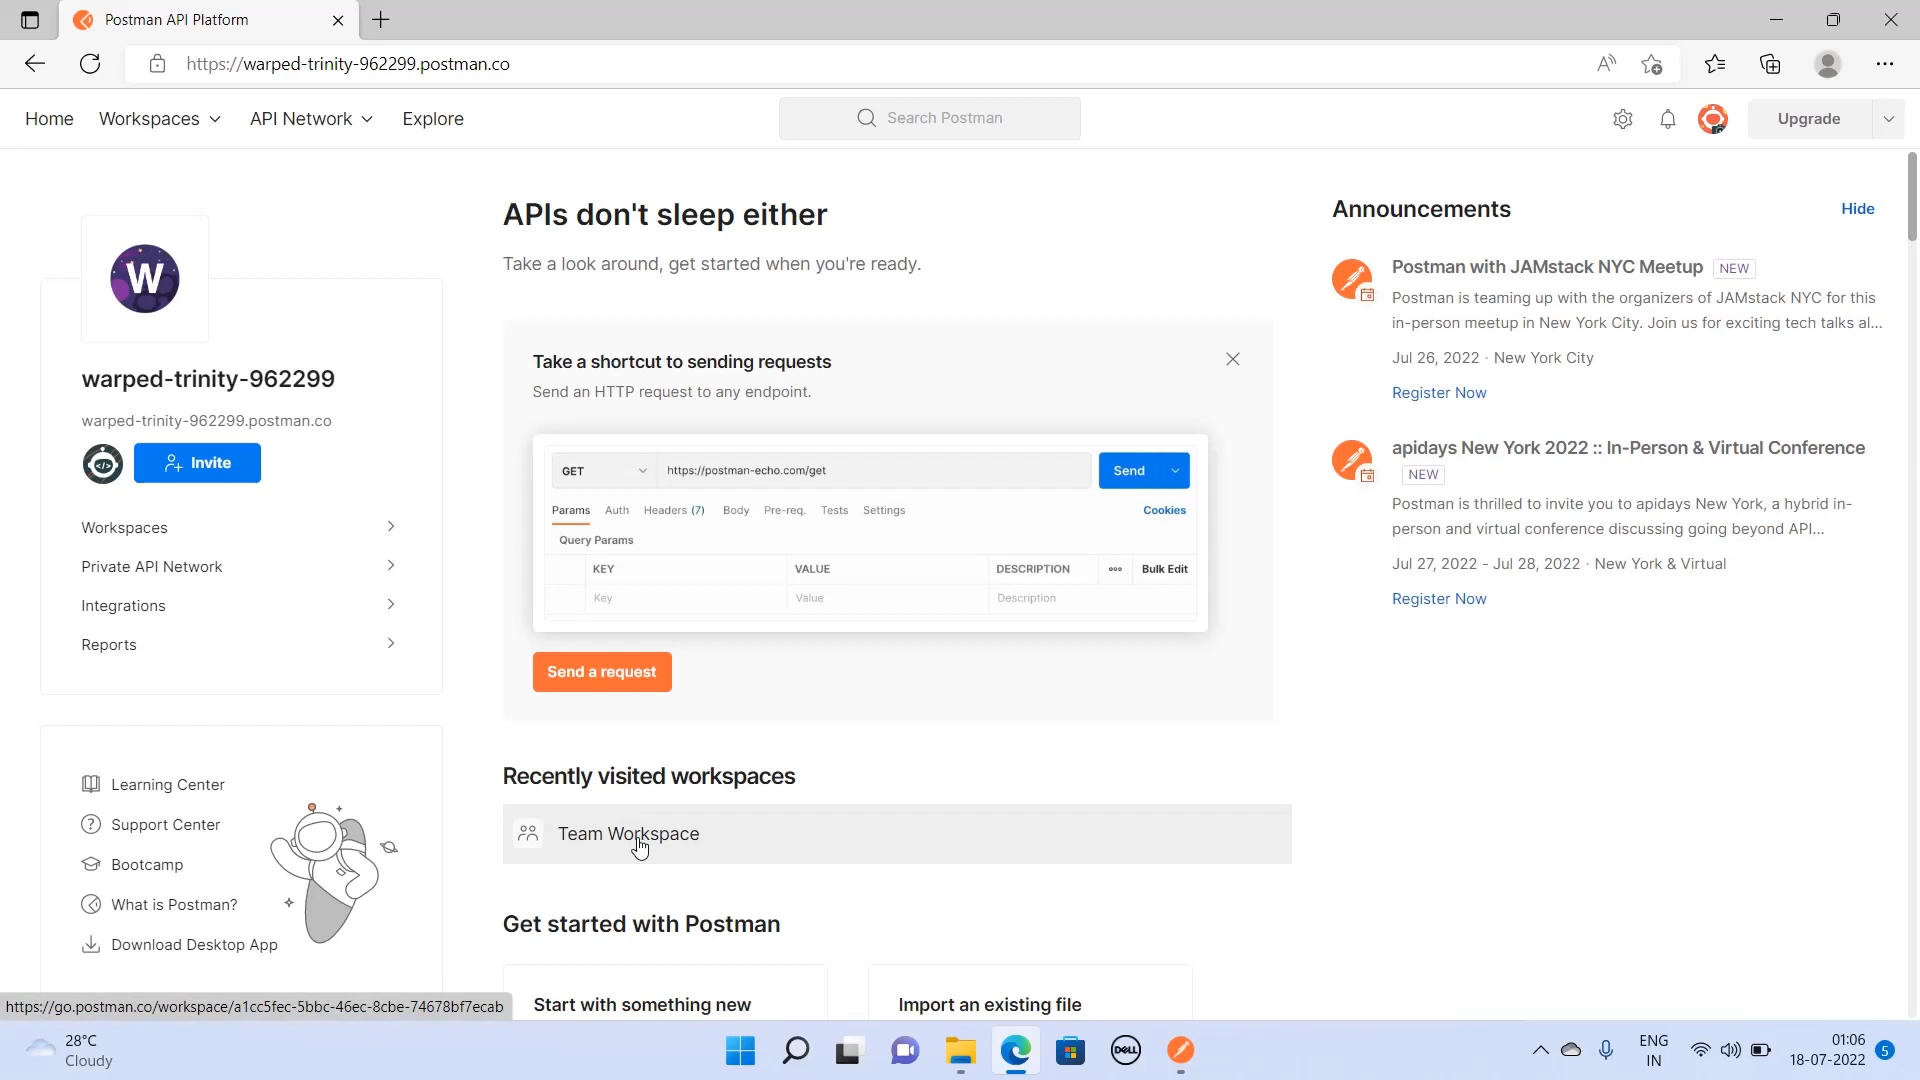 Postman API Platform
https://warped-trinity-962299.postman.co
Home
Workspaces
API Network
Explore
Search Postman
Upgrade
W
warped-trinity-962299
warped-trinity-962299.postman.co
Invite
Workspaces
Private API Network
Integrations
Reports
Learning Center
Support Center
Bootcamp
What is Postman?
Download Desktop App
APIs don't sleep either
Take a look around, get started when you're ready.
Take a shortcut to sending requests
Send an HTTP request to any endpoint.
GET
https://postman-echo.com/get
Send
Params
Auth
Headers (7)
Body
Pre-req.
Tests
Settings
Cookies
Query Params
KEY
VALUE
DESCRIPTION
Bulk Edit
Key
Value
Description
Send a request
Recently visited workspaces
Team Workspace
Get started with Postman
Start with something new
Import an existing file
Announcements
Hide
Postman with JAMstack NYC Meetup NEW
Postman is teaming up with the organizers of JAMstack NYC for this
in-person meetup in New York City. Join us for exciting tech talks al...
Jul 26, 2022 · New York City
Register Now
apidays New York 2022 :: In-Person & Virtual Conference
NEW
Postman is thrilled to invite you to apidays New York, a hybrid in-
person and virtual conference discussing going beyond API...
Jul 27, 2022 - Jul 28, 2022 · New York & Virtual
Register Now
https://go.postman.co/workspace/a1cc5fec-5bbc-46ec-8cbe-74678bf7ecab
28°C
Cloudy
DELL
ENG
IN
01:06
18-07-2022
5